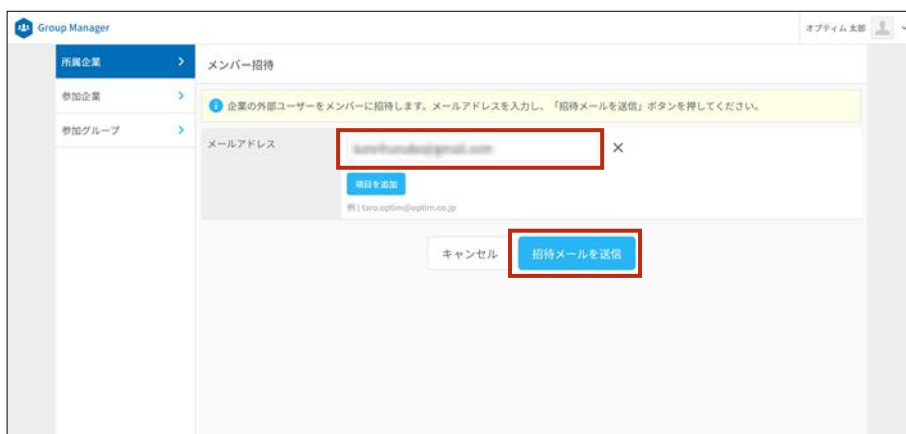 Group Manager
オプティム 太郎
所属企業
参加企業
参加グループ
メンバー招待
企業の外部ユーザーをメンバーに招待します。メールアドレスを入力し、「招待メールを送信」ボタンを押してください。
メールアドレス
項目を追加
例) taro.optim@optim.co.jp
キャンセル
招待メールを送信